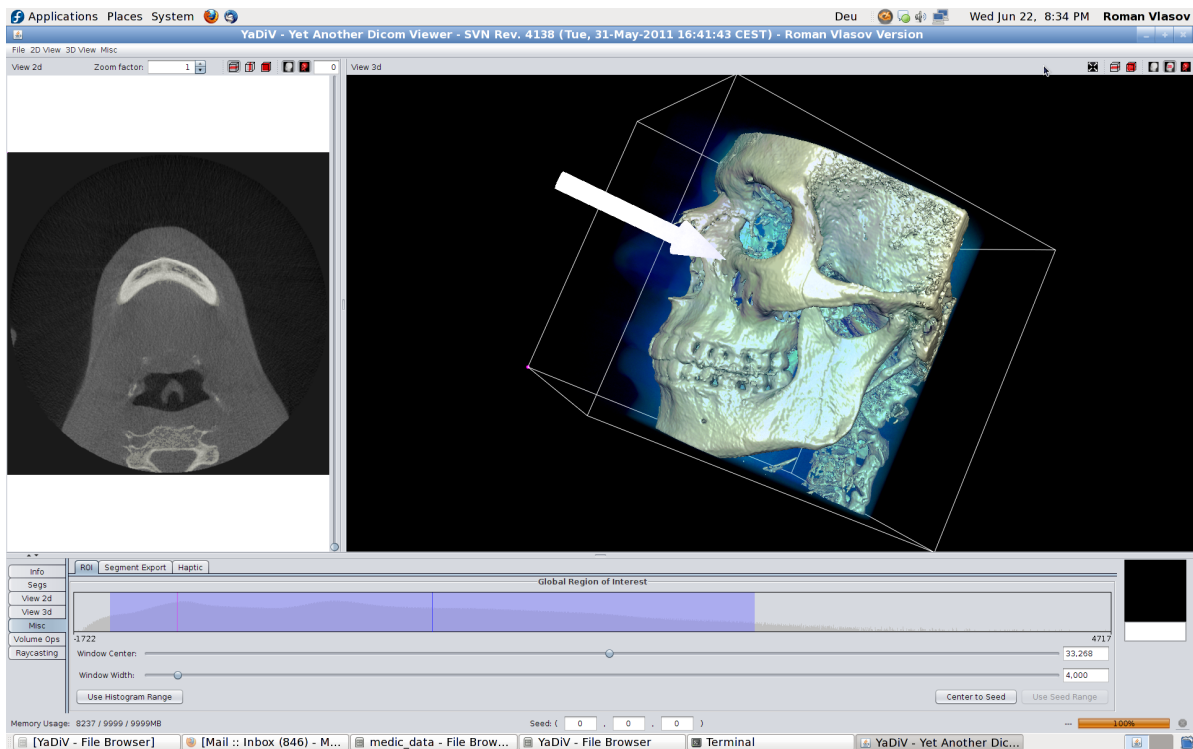 Applications Places System Deu Wed Jun 22, 8:34 PM Roman Vlasov
YaDiV - Yet Another Dicom Viewer - SVN Rev. 4138 (Tue, 31-May-2011 16:41:43 CEST) - Roman Vlasov Version
File 2D View 3D View Misc
View 2d Zoom factor: 1 0 View 3d
ROI Segment Export Haptic
Info
Segs
View 2d
View 3d
Misc
Volume Ops
Raycasting
Global Region of Interest
-1722 4717
Window Center: 33,268
Window Width: 4,000
Use Histogram Range Center to Seed Use Seed Range
Memory Usage: 8237 / 9999 / 9999MB Seed: ( 0 , 0 , 0 ) --- 100%
[YaDiV - File Browser] [Mail :: Inbox (846) - M... medic_data - File Brow... YaDiV - File Browser Terminal YaDiV - Yet Another Dic...